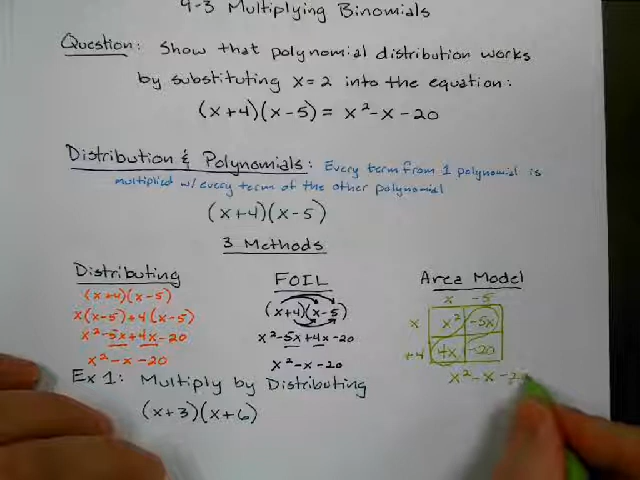 9-3 Multiplying Binomials
Question: Show that polynomial distribution works
by substituting x=2 into the equation:
(x+4)(x-5) = x²-x-20
Distribution & Polynomials: Every term from 1 polynomial is
multiplied w/every term of the other polynomial
(x+4)(x-5)
3 Methods
Distributing
(x+4)(x-5)
x(x-5)+4(x-5)
x²-5x+4x-20
x²-x-20
FOIL
(x+4)(x-5)
x²-5x+4x-20
x²-x-20
Area Model
x -5
x x² -5x
+4 4x -20
x²-x-2
Ex 1: Multiply by Distributing
(x+3)(x+6)